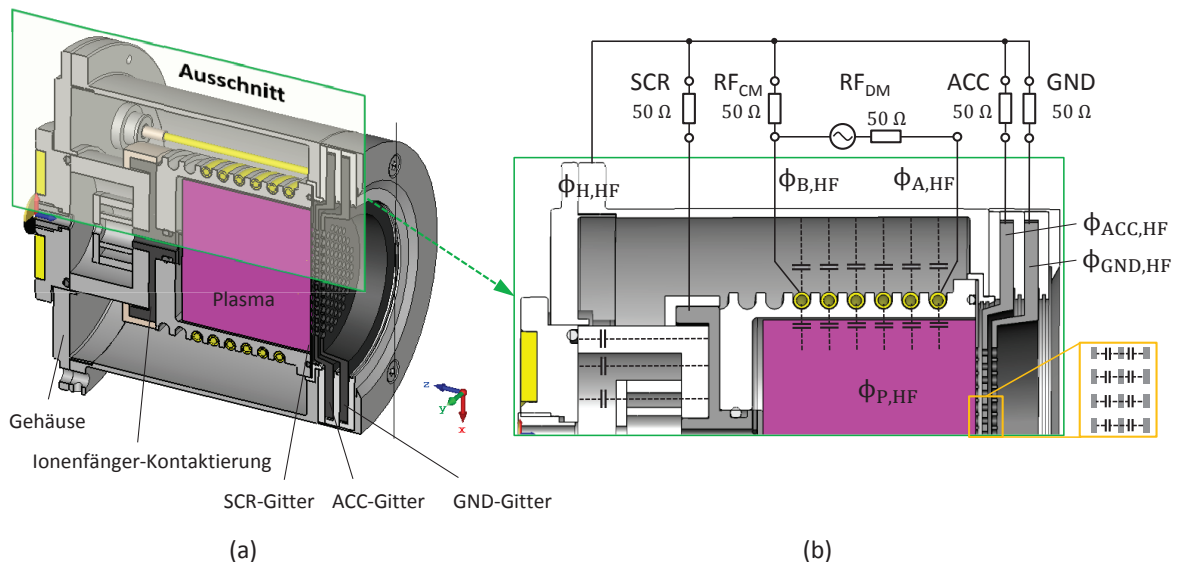 Ausschnitt
Plasma
z
y
x
Gehäuse
Ionenfänger-Kontaktierung
SCR-Gitter ACC-Gitter GND-Gitter
(a)
SCR RF_CM RF_DM ACC GND
50 Ω 50 Ω 50 Ω 50 Ω 50 Ω
ϕ_H,HF ϕ_B,HF ϕ_A,HF
ϕ_ACC,HF
ϕ_GND,HF
ϕ_P,HF
(b)